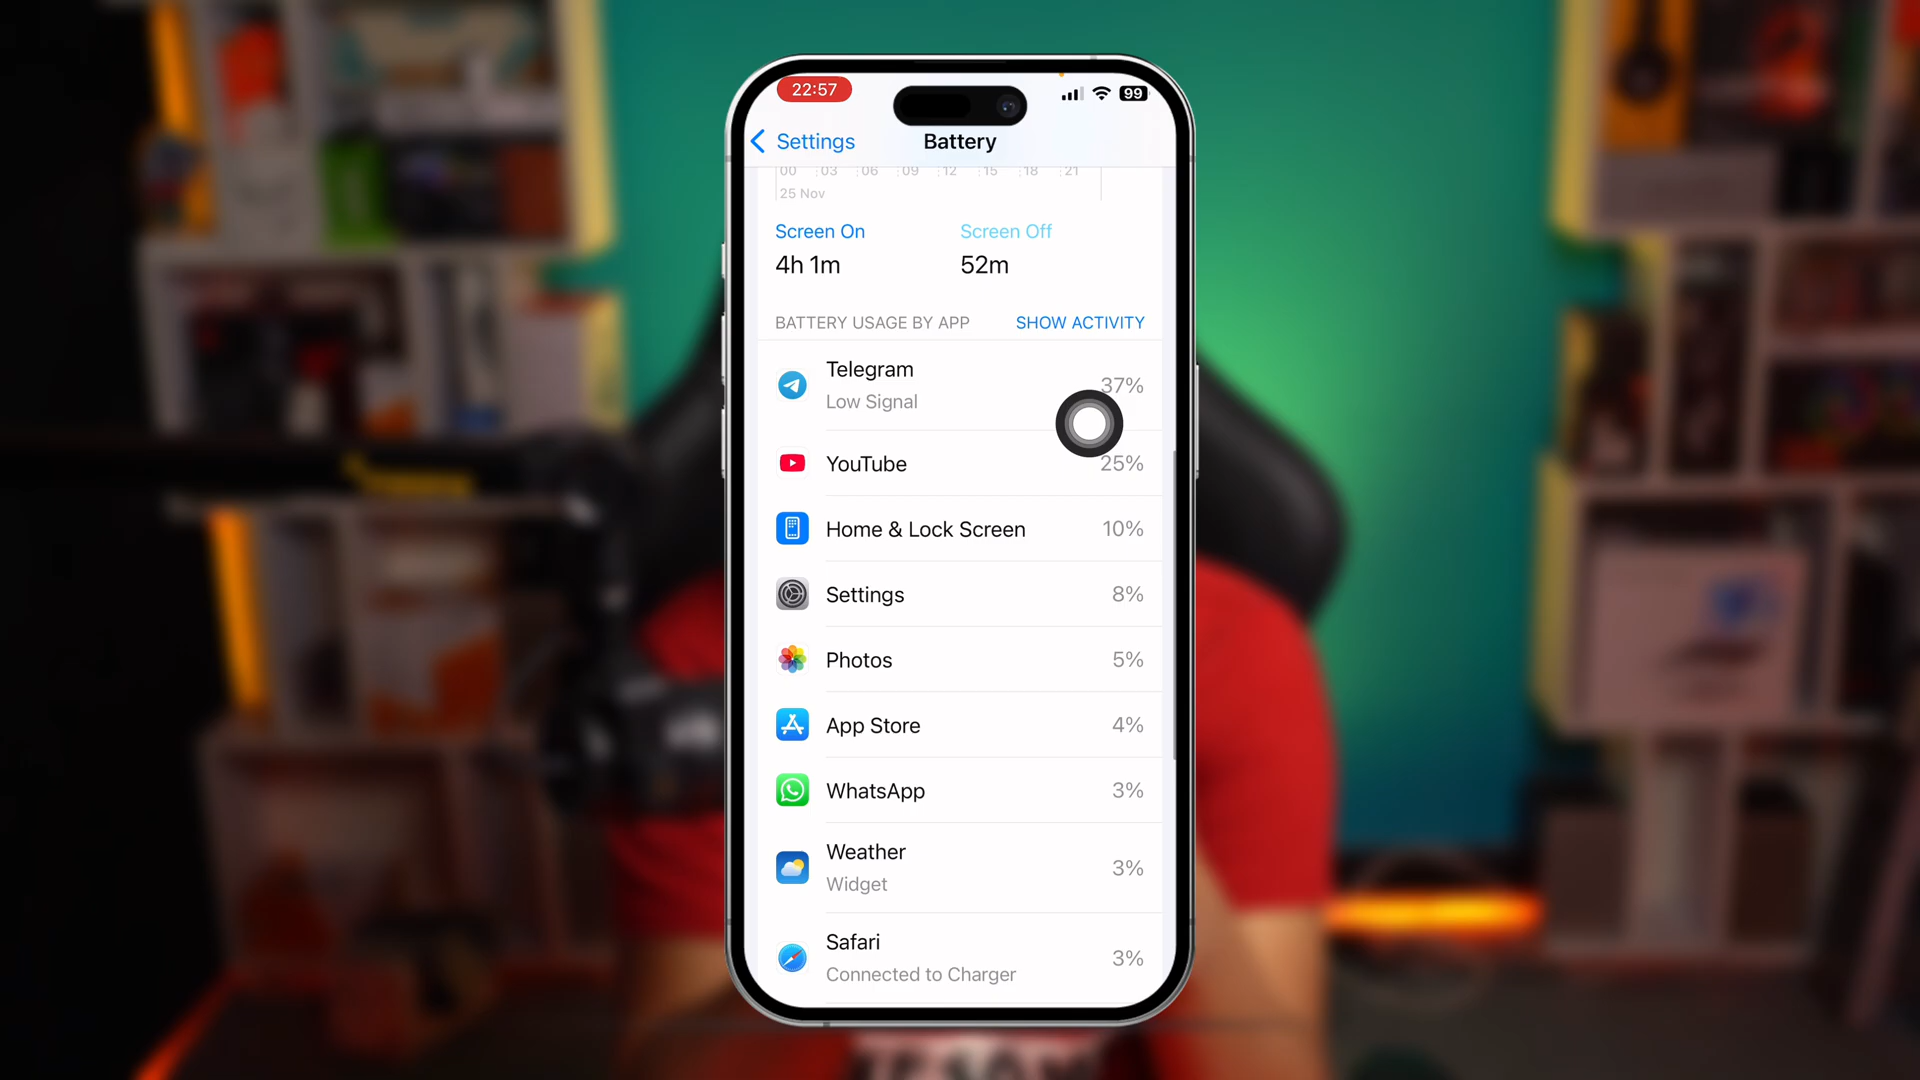 22:57
99
Settings
Battery
00 03 06 09 12 15 18 21
25 Nov
Screen On
Screen Off
4h 1m
52m
BATTERY USAGE BY APP
SHOW ACTIVITY
Telegram
37%
Low Signal
YouTube
25%
Home & Lock Screen
10%
Settings
8%
Photos
5%
App Store
4%
WhatsApp
3%
Weather
3%
Widget
Safari
3%
Connected to Charger